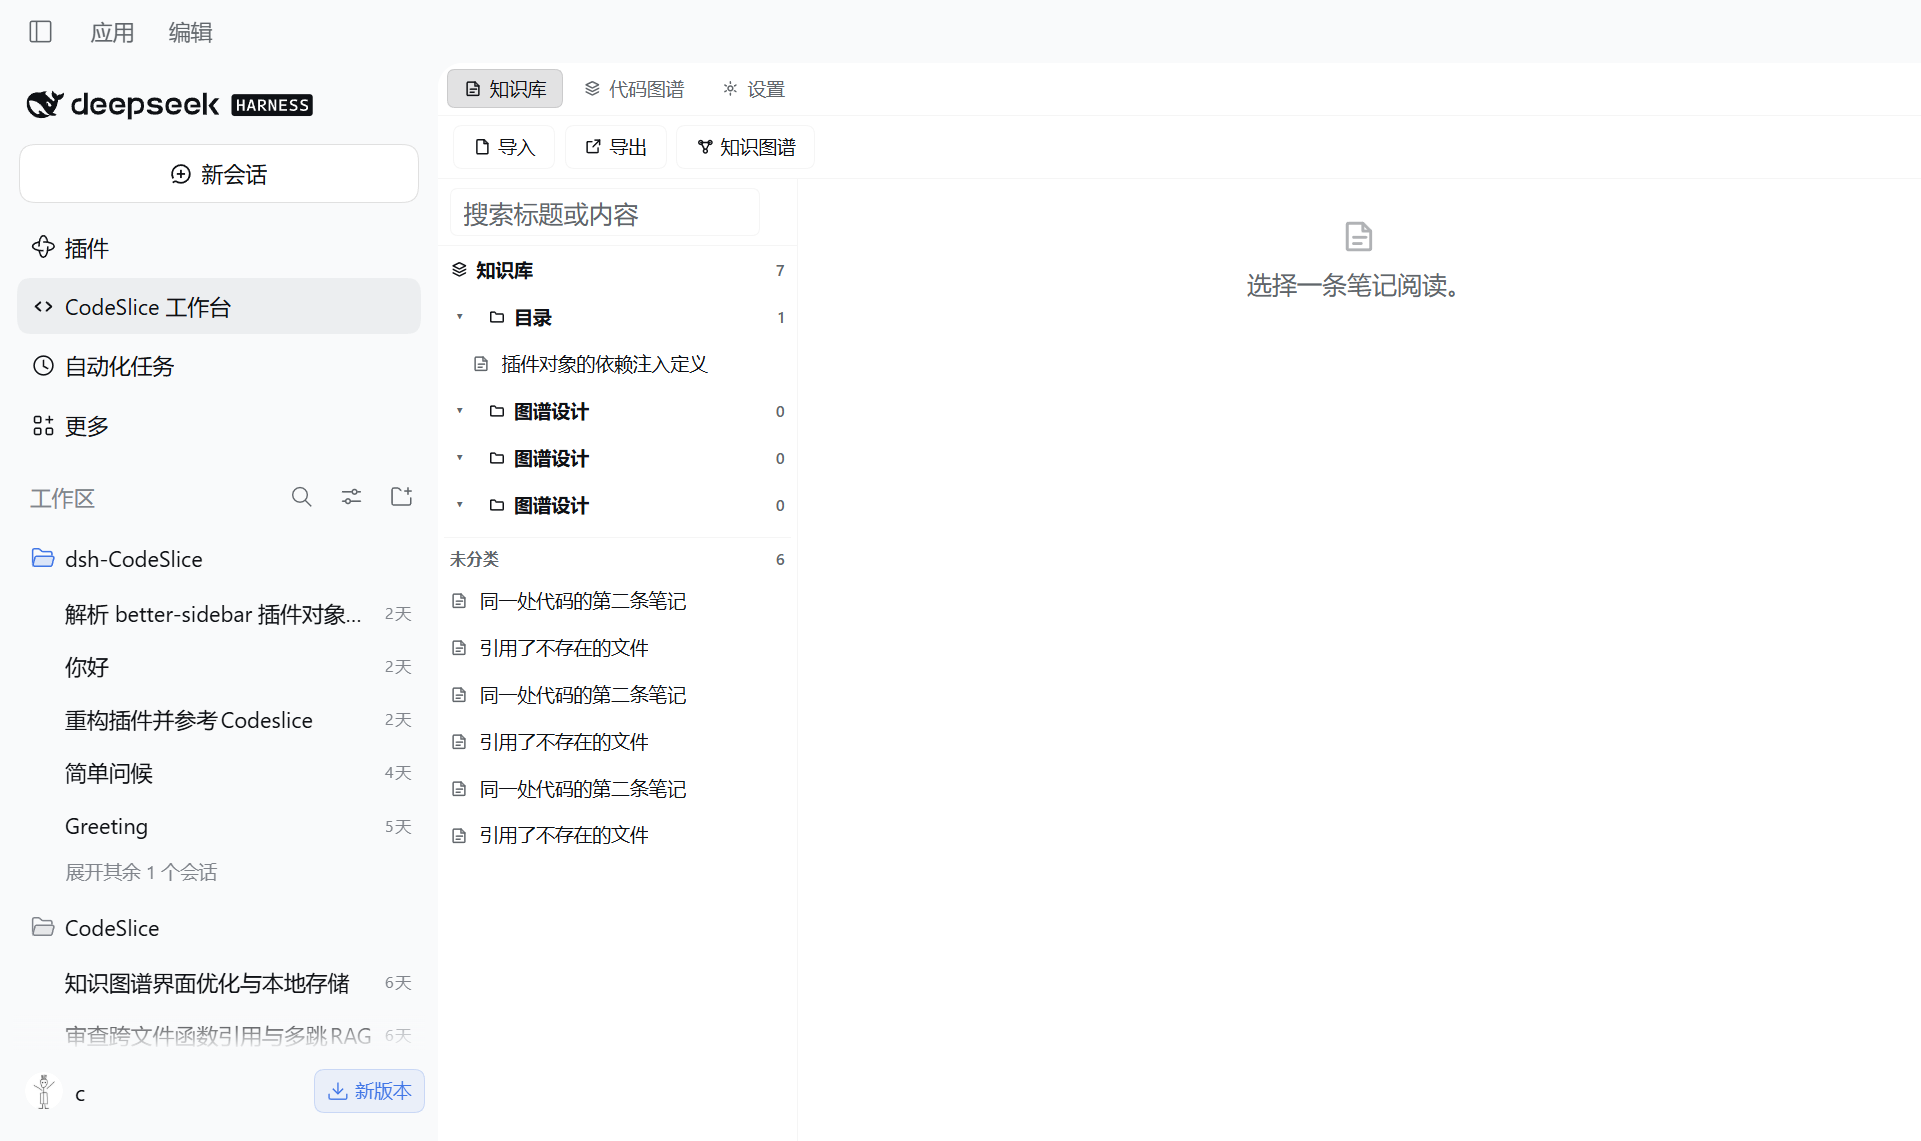 应用 编辑
deepseek HARNESS
新会话
插件
CodeSlice 工作台
自动化任务
更多
工作区
dsh-CodeSlice
解析 better-sidebar 插件对象... 2天
你好 2天
重构插件并参考Codeslice 2天
简单问候 4天
Greeting 5天
展开其余 1 个会话
CodeSlice
知识图谱界面优化与本地存储 6天
审查跨文件函数引用与多跳RAG 6天
c
新版本
知识库 代码图谱 设置
导入 导出 知识图谱
搜索标题或内容
知识库 7
目录 1
插件对象的依赖注入定义
图谱设计 0
图谱设计 0
图谱设计 0
未分类 6
同一处代码的第二条笔记
引用了不存在的文件
同一处代码的第二条笔记
引用了不存在的文件
同一处代码的第二条笔记
引用了不存在的文件
选择一条笔记阅读。